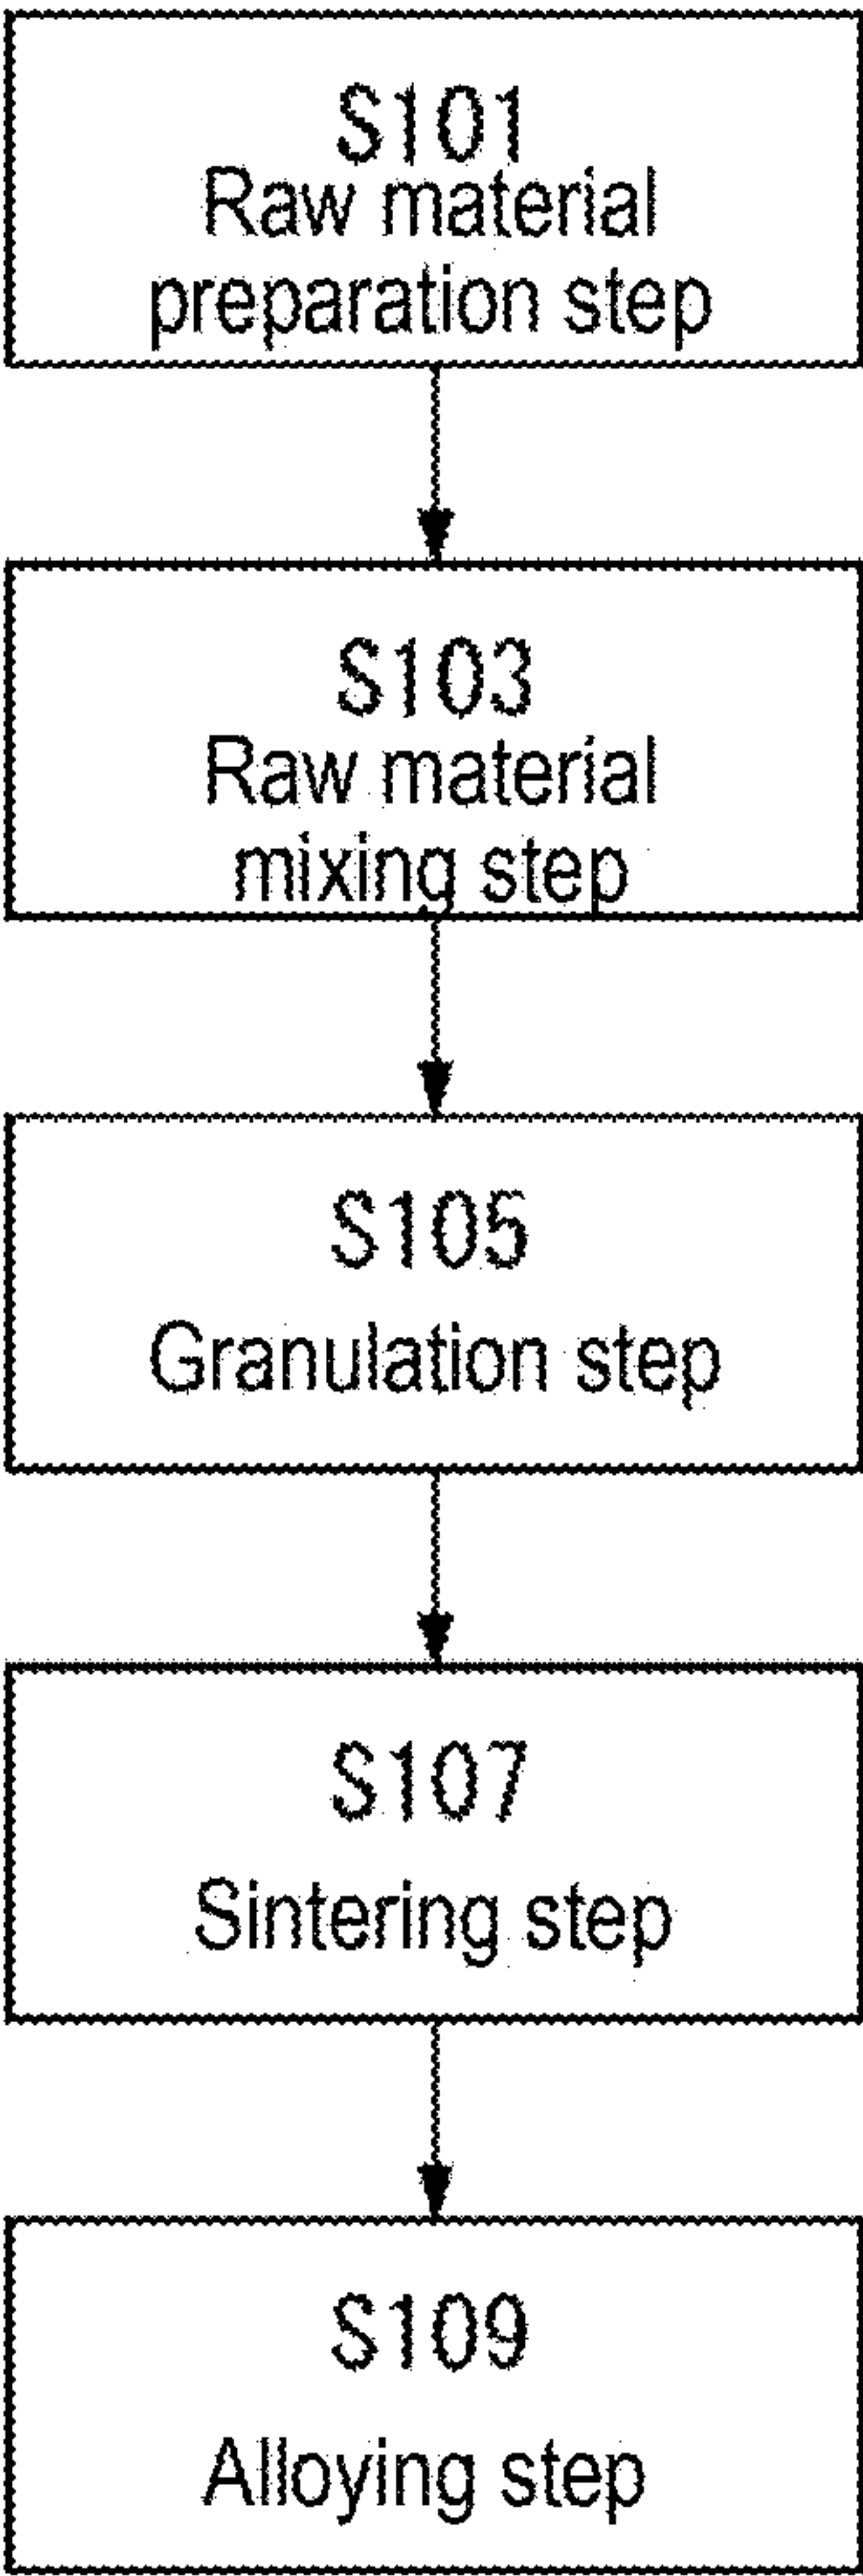 S101
Raw material
preparation step
S103
Raw material
mixing step
S105
Granulation step
S107
Sintering step
S109
Alloying step